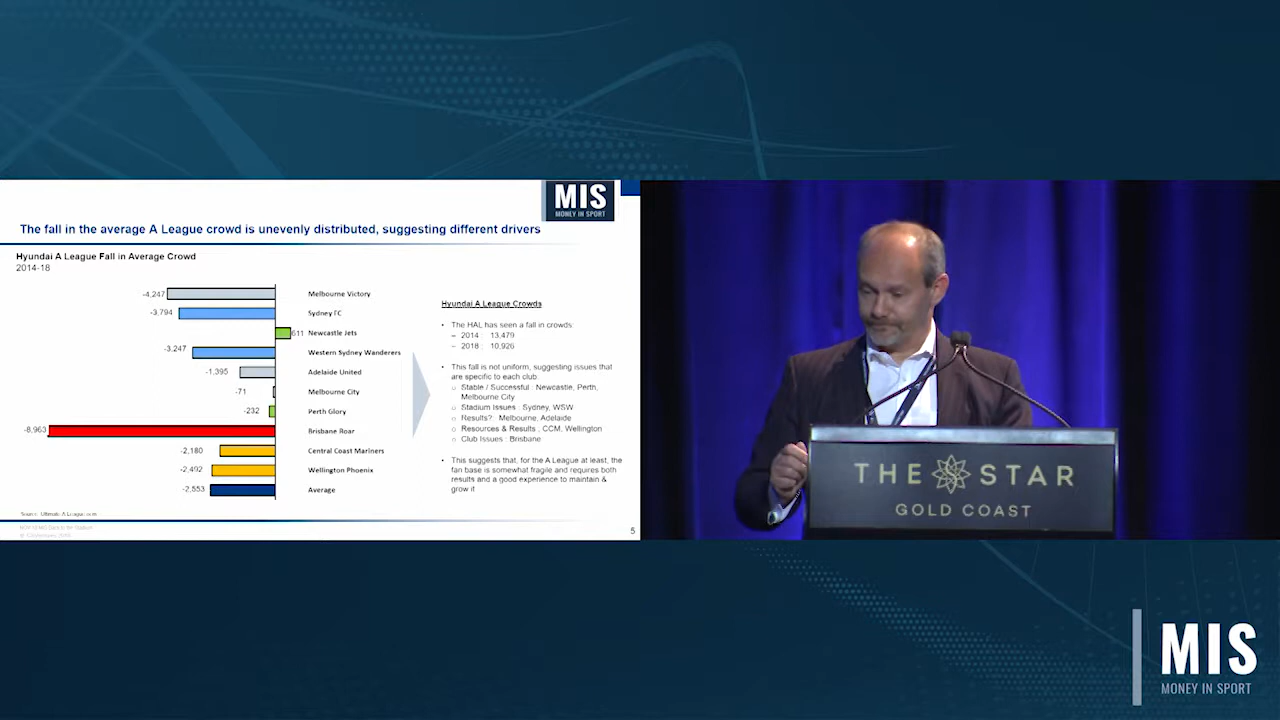 MIS
MONEY IN SPORT
The fall in the average A League crowd is unevenly distributed, suggesting different drivers
Hyundai A League Fall in Average Crowd
2014-18
-4,247 Melbourne Victory
-3,794 Sydney FC
611 Newcastle Jets
-3,247 Western Sydney Wanderers
-1,395 Adelaide United
-71 Melbourne City
-232 Perth Glory
-8,963 Brisbane Roar
-2,180 Central Coast Mariners
-2,492 Wellington Phoenix
-2,553 Average
Hyundai A League Crowds
• The HAL has seen a fall in crowds
– 2014 : 13,479
– 2018 : 10,926
• This fall is not uniform, suggesting issues that
are specific to each club
o Stable / Successful : Newcastle, Perth,
Melbourne City
o Stadium Issues : Sydney, WSW
o Results? : Melbourne, Adelaide
o Resources & Results : CCM, Wellington
o Club Issues : Brisbane
• This suggests that, for the A League at least, the
fan base is somewhat fragile and requires both
results and a good experience to maintain &
grow it
5
THE STAR
GOLD COAST
MIS
MONEY IN SPORT